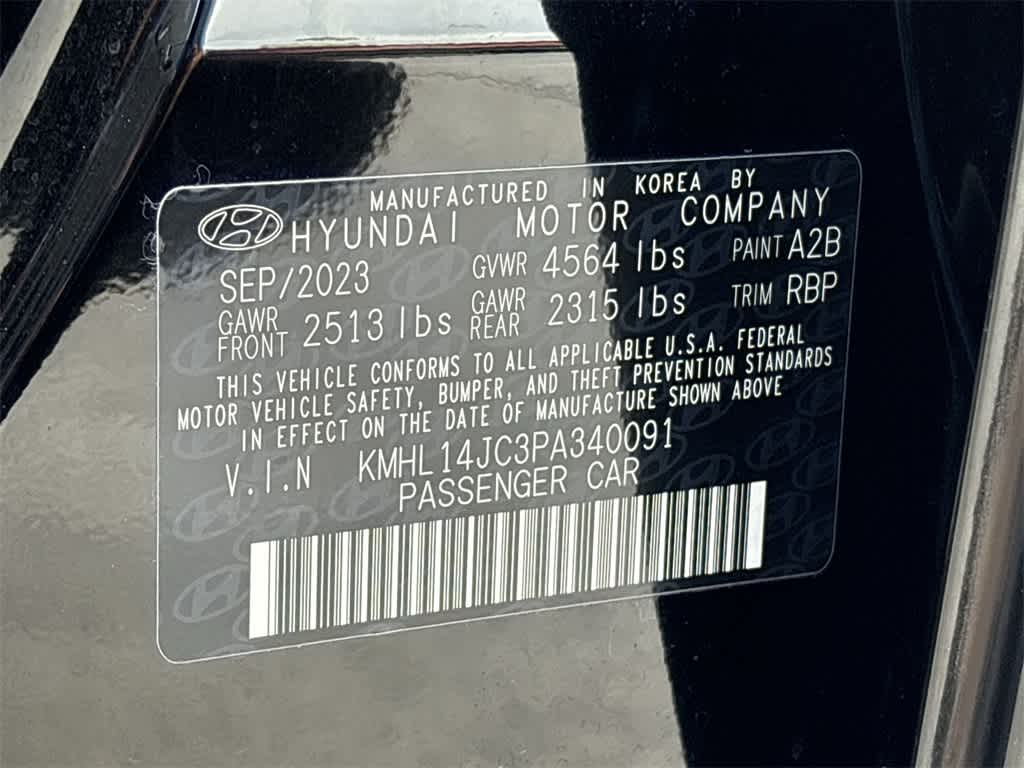 MANUFACTURED IN KOREA BY
HYUNDAI MOTOR COMPANY
SEP/2023 GVWR 4564 lbs PAINT A2B
GAWR FRONT 2513 lbs GAWR REAR 2315 lbs TRIM RBP
THIS VEHICLE CONFORMS TO ALL APPLICABLE U.S.A. FEDERAL
MOTOR VEHICLE SAFETY, BUMPER, AND THEFT PREVENTION STANDARDS
IN EFFECT ON THE DATE OF MANUFACTURE SHOWN ABOVE
V.I.N KMHL14JC3PA340091
PASSENGER CAR